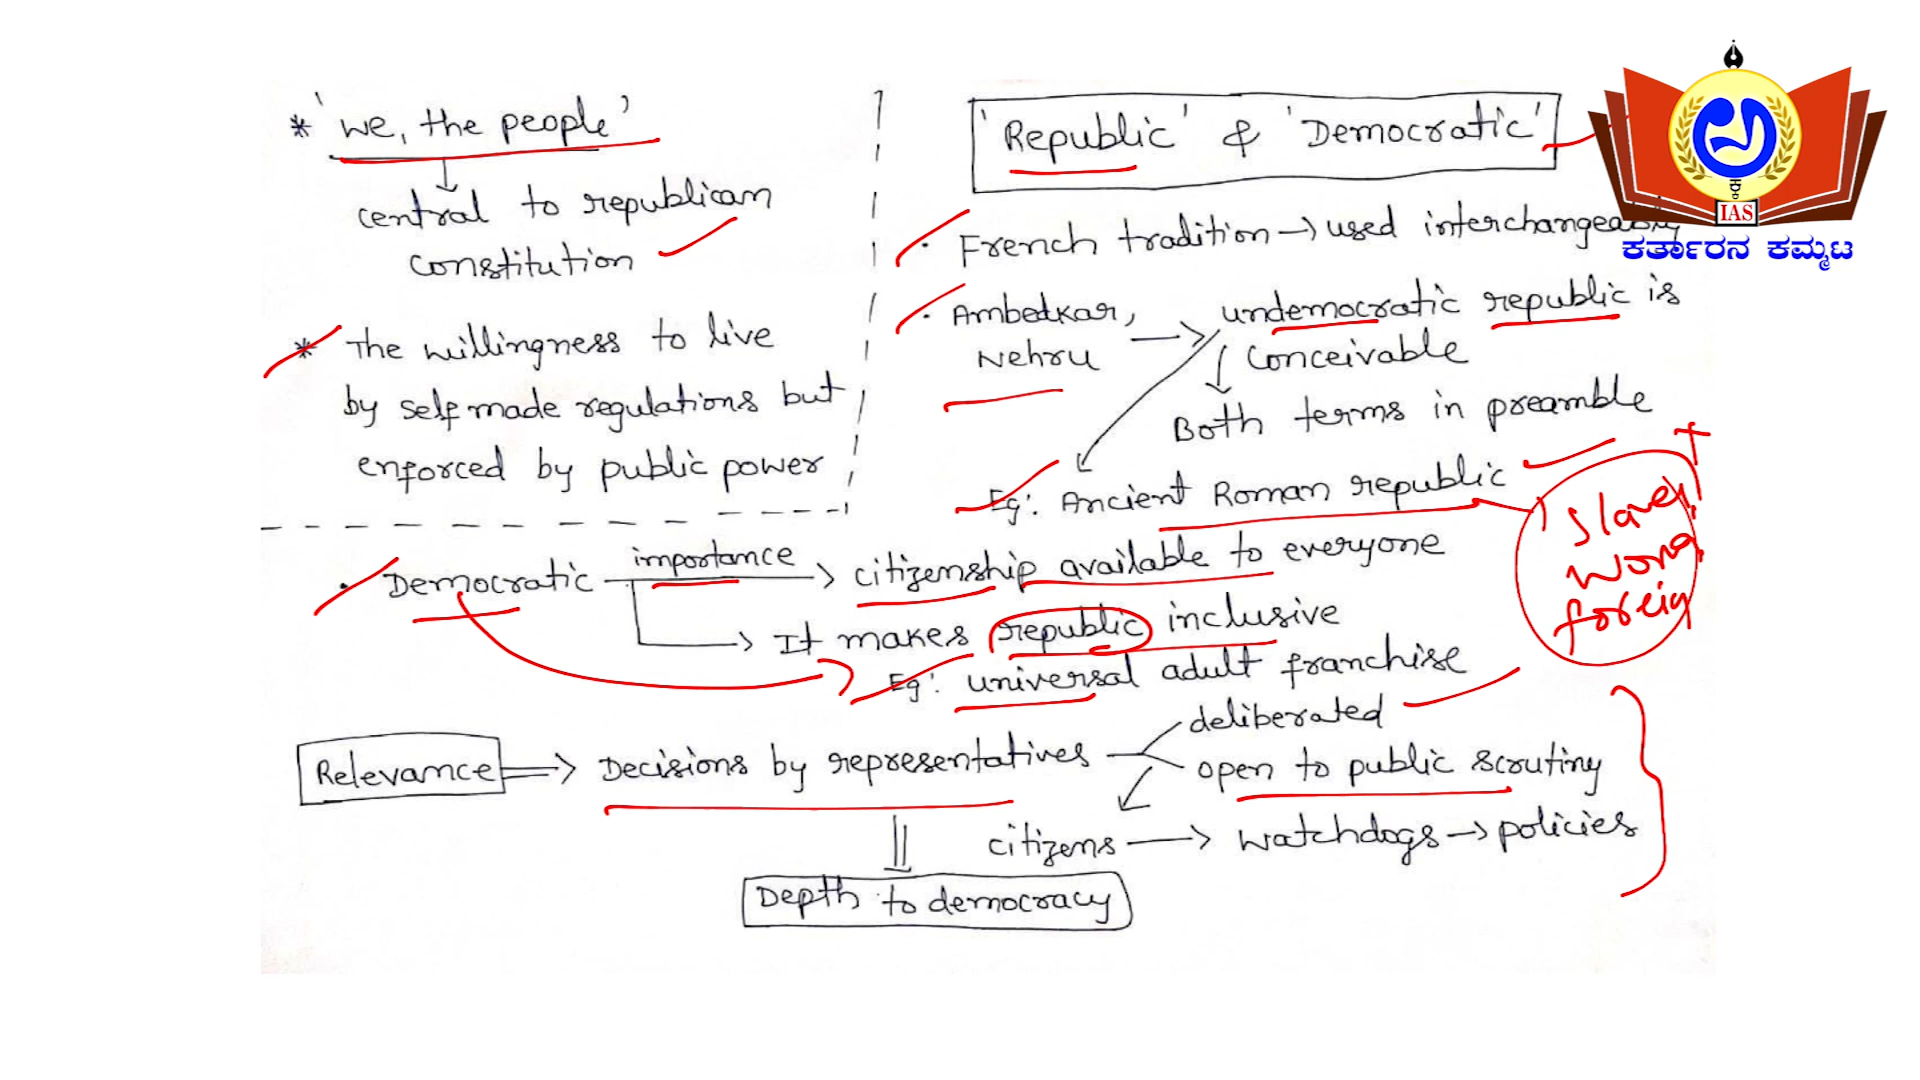 * 'we, the people'
central to republican
constitution
* The willingness to live
by self made regulations but
enforced by public power
'Republic' & 'Democratic'
· French tradition → used interchangeably
· Ambedkar, Nehru → undemocratic republic is
conceivable
Both terms in preamble
Eg: Ancient Roman republic
slaves,
foreig
· Democratic importance → citizenship available to everyone
→ It makes republic inclusive
Eg: universal adult franchise
Relevance ⇒ Decisions by representatives
deliberated
open to public scrutiny
citizens → watchdogs → policies
Depth to democracy
IAS
ಕರ್ತಾರನ ಕಮ್ಮಟ